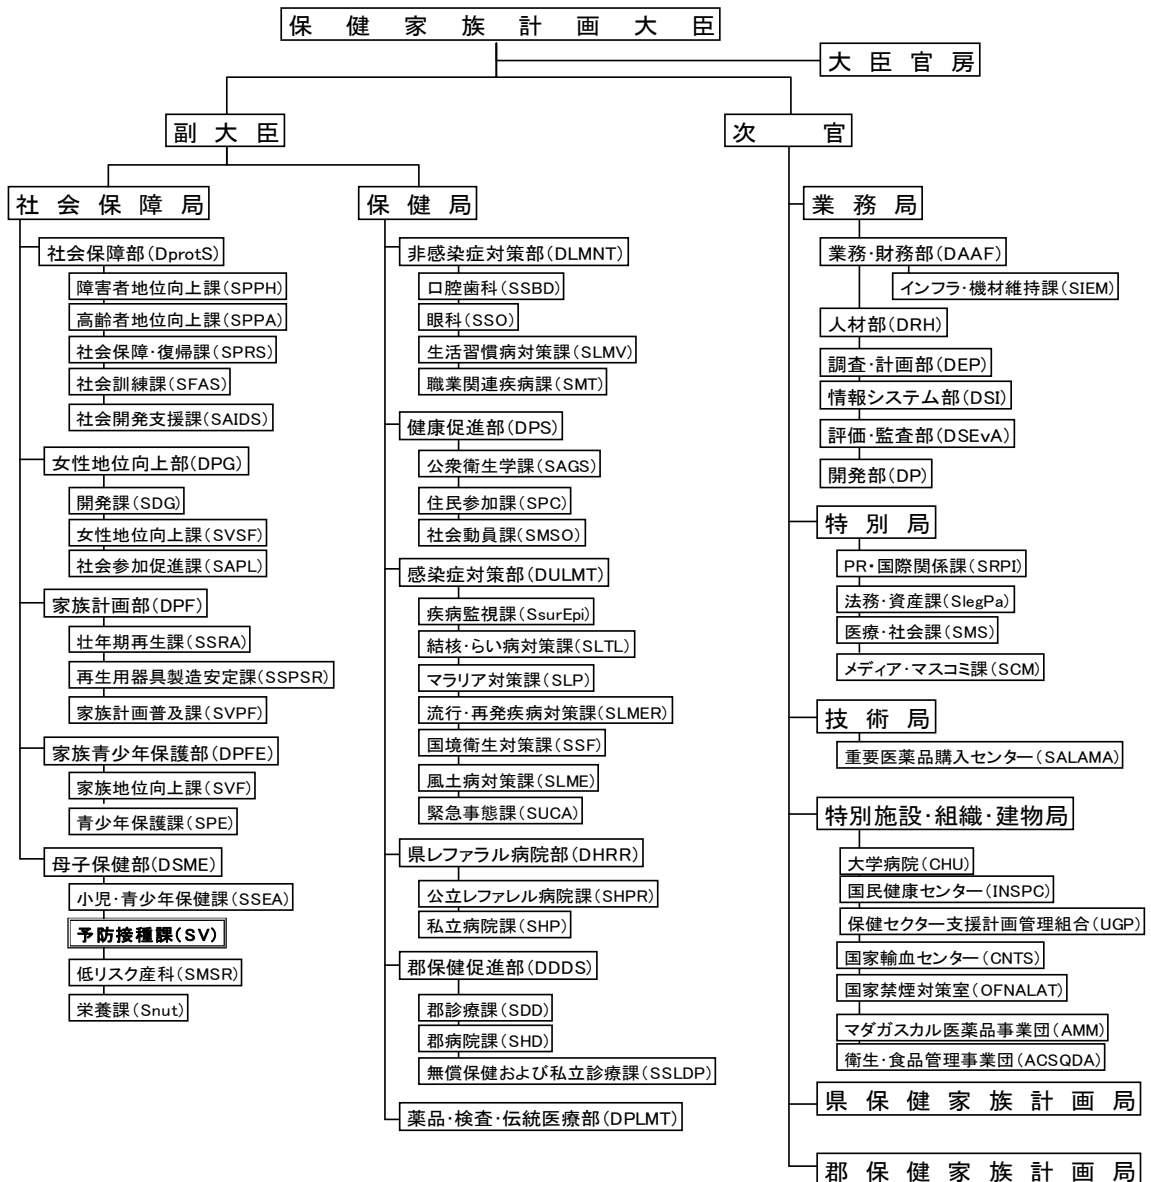 保健家族計画大臣
大臣官房
副大臣
次官
社会保障局
社会保障部(DprotS)
障害者地位向上課(SPPH)
高齢者地位向上課(SPPA)
社会保障・復帰課(SPRS)
社会訓練課(SFAS)
社会開発支援課(SAIDS)
女性地位向上部(DPG)
開発課(SDG)
女性地位向上課(SVSF)
社会参加促進課(SAPL)
家族計画部(DPF)
壮年期再生課(SSRA)
再生用器具製造安定課(SSPSR)
家族計画普及課(SVPF)
家族青少年保護部(DPFE)
家族地位向上課(SVF)
青少年保護課(SPE)
母子保健部(DSME)
小児・青少年保健課(SSEA)
予防接種課(SV)
低リスク産科(SMSR)
栄養課(Snut)
保健局
非感染症対策部(DLMNT)
口腔歯科(SSBD)
眼科(SSO)
生活習慣病対策課(SLMV)
職業関連疾病課(SMT)
健康促進部(DPS)
公衆衛生学課(SAGS)
住民参加課(SPC)
社会動員課(SMSO)
感染症対策部(DULMT)
疾病監視課(SsurEpi)
結核・らい病対策課(SLTL)
マラリア対策課(SLP)
流行・再発疾病対策課(SLMER)
国境衛生対策課(SSF)
風土病対策課(SLME)
緊急事態課(SUCA)
県レファラル病院部(DHRR)
公立レファレル病院課(SHPR)
私立病院課(SHP)
郡保健促進部(DDDS)
郡診療課(SDD)
郡病院課(SHD)
無償保健および私立診療課(SSLDP)
薬品・検査・伝統医療部(DPLMT)
業務局
業務・財務部(DAAF)
インフラ・機材維持課(SIEM)
人材部(DRH)
調査・計画部(DEP)
情報システム部(DSI)
評価・監査部(DSEvA)
開発部(DP)
特別局
PR・国際関係課(SRPI)
法務・資産課(SlegPa)
医療・社会課(SMS)
メディア・マスコミ課(SCM)
技術局
重要医薬品購入センター(SALAMA)
特別施設・組織・建物局
大学病院(CHU)
国民健康センター(INSPC)
保健セクター支援計画管理組合(UGP)
国家輸血センター(CNTS)
国家禁煙対策室(OFNALAT)
マダガスカル医薬品事業団(AMM)
衛生・食品管理事業団(ACSQDA)
県保健家族計画局
郡保健家族計画局